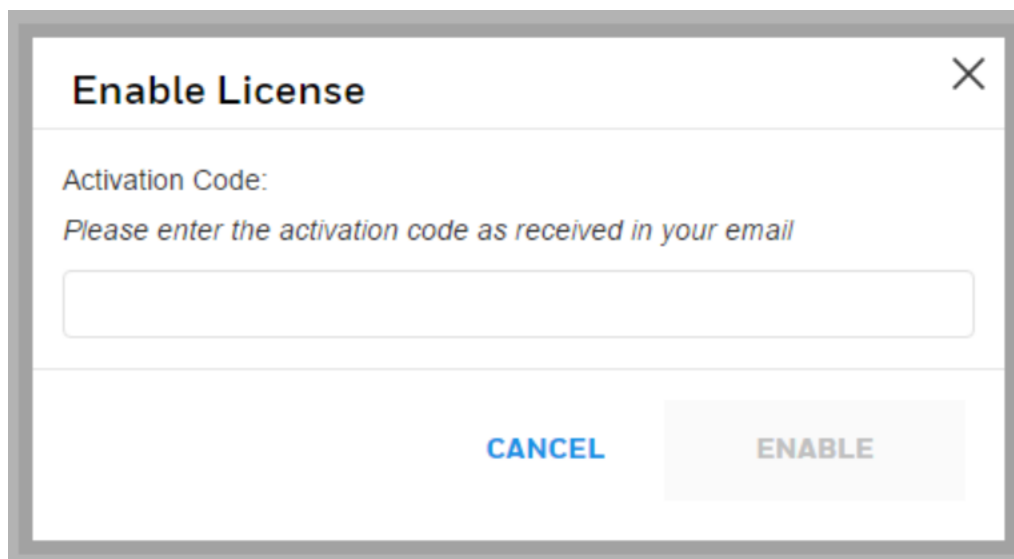 Enable License
Activation Code:
Please enter the activation code as received in your email
CANCEL ENABLE